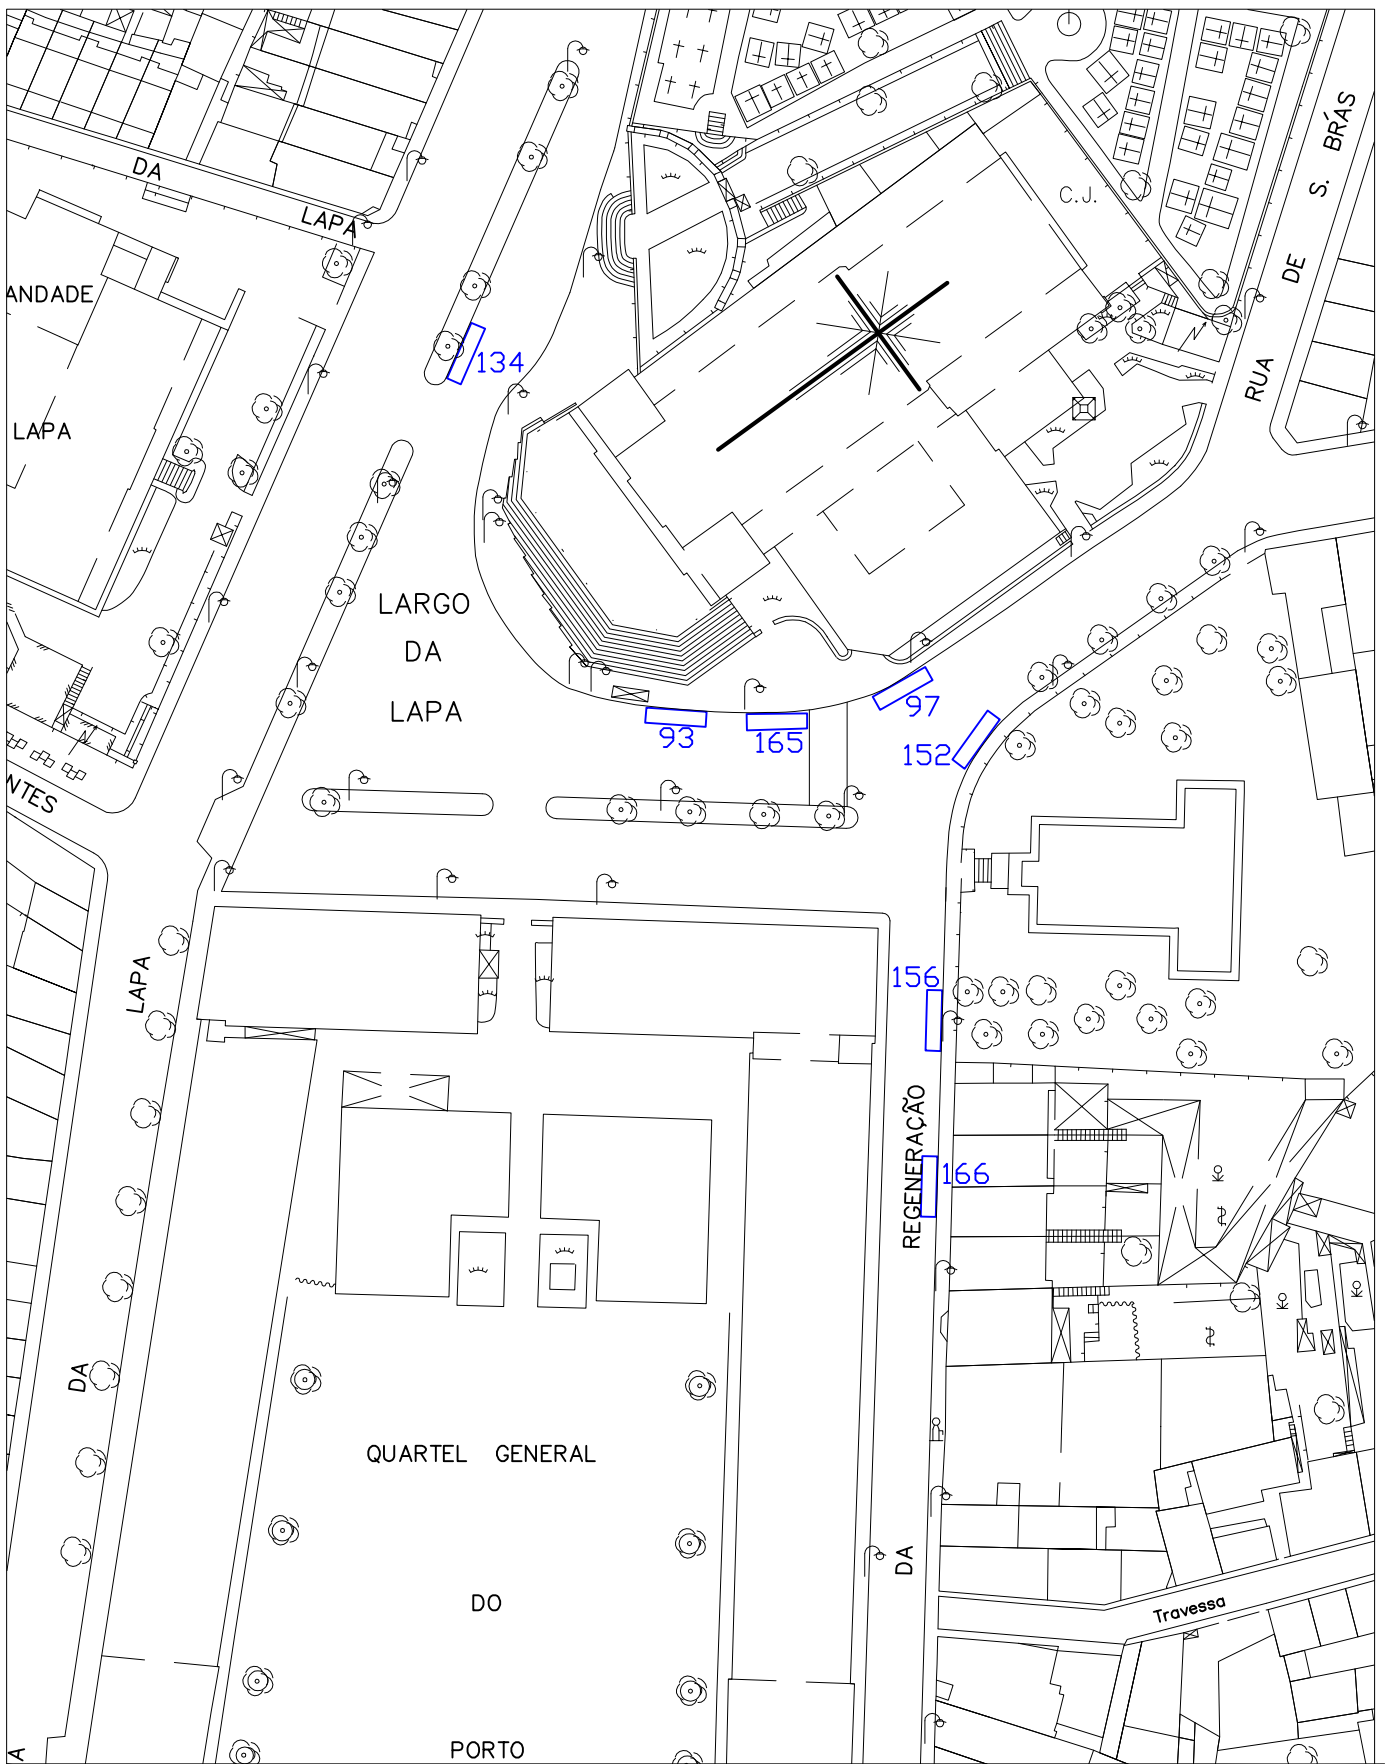 DA
LAPA
ANDADE
LAPA
C.J.
RUA DE S. BRÁS
N
134
LARGO
DA
LAPA
93
165
97
152
N
NTES
156
DA LAPA
166
DA REGENERAÇÃO
QUARTEL GENERAL
DO
PORTO
Travessa
A